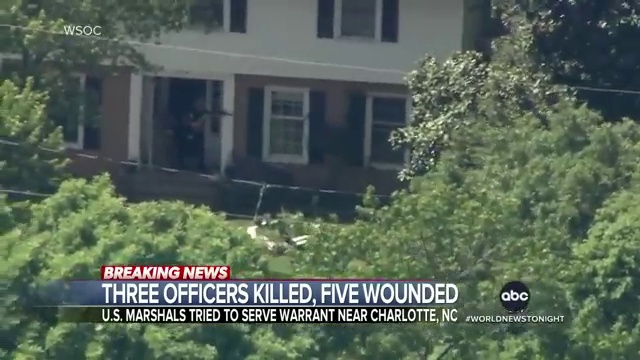 WSOC
BREAKING NEWS
THREE OFFICERS KILLED, FIVE WOUNDED
U.S. MARSHALS TRIED TO SERVE WARRANT NEAR CHARLOTTE, NC
abc
#WORLDNEWSTONIGHT